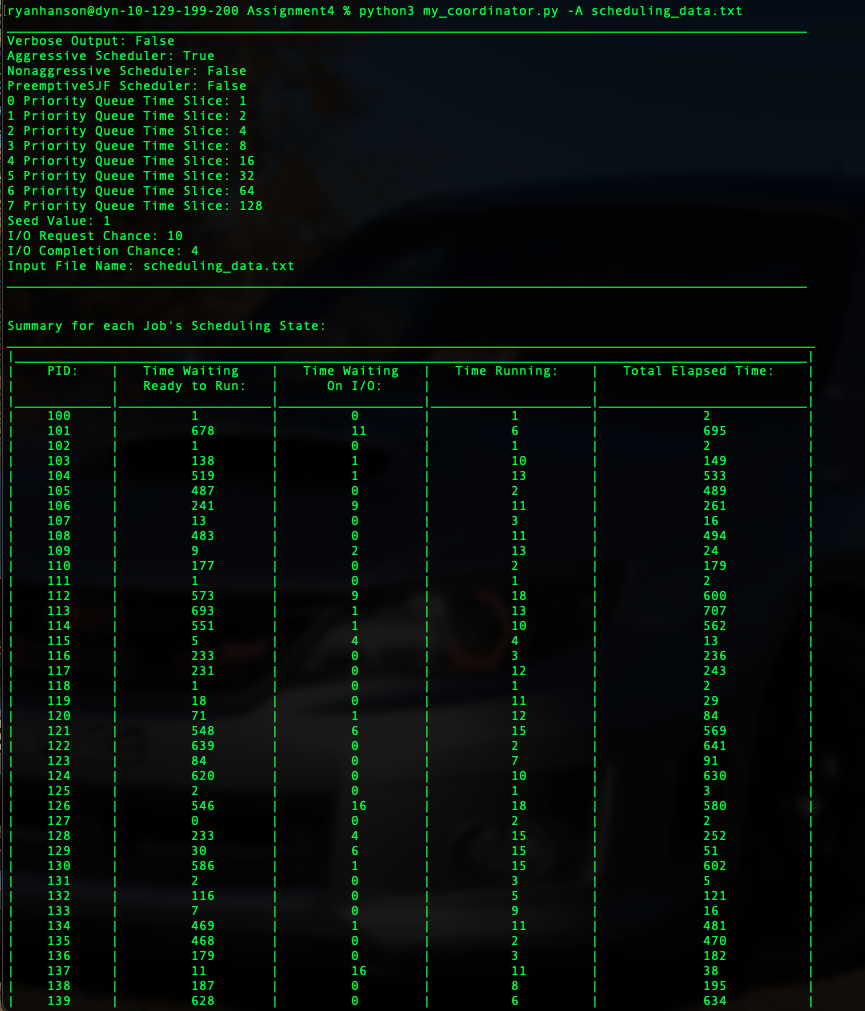 ryanhanson@dyn-10-129-199-200 Assignment4 % python3 my_coordinator.py -A scheduling_data.txt
Verbose Output: False
Aggressive Scheduler: True
Nonaggressive Scheduler: False
PreemptiveSJF Scheduler: False
0 Priority Queue Time Slice: 1
1 Priority Queue Time Slice: 2
2 Priority Queue Time Slice: 4
3 Priority Queue Time Slice: 8
4 Priority Queue Time Slice: 16
5 Priority Queue Time Slice: 32
6 Priority Queue Time Slice: 64
7 Priority Queue Time Slice: 128
Seed Value: 1
I/O Request Chance: 10
I/O Completion Chance: 4
Input File Name: scheduling_data.txt
Summary for each Job's Scheduling State:
| PID: | Time Waiting | Time Waiting | Time Running: | Total Elapsed Time: |
| | Ready to Run: | On I/O: | | |
| 100 | 1 | 0 | 1 | 2 |
| 101 | 678 | 11 | 6 | 695 |
| 102 | 1 | 0 | 1 | 2 |
| 103 | 138 | 1 | 10 | 149 |
| 104 | 519 | 1 | 13 | 533 |
| 105 | 487 | 0 | 2 | 489 |
| 106 | 241 | 9 | 11 | 261 |
| 107 | 13 | 0 | 3 | 16 |
| 108 | 483 | 0 | 11 | 494 |
| 109 | 9 | 2 | 13 | 24 |
| 110 | 177 | 0 | 2 | 179 |
| 111 | 1 | 0 | 1 | 2 |
| 112 | 573 | 9 | 18 | 600 |
| 113 | 693 | 1 | 13 | 707 |
| 114 | 551 | 1 | 10 | 562 |
| 115 | 5 | 4 | 4 | 13 |
| 116 | 233 | 0 | 3 | 236 |
| 117 | 231 | 0 | 12 | 243 |
| 118 | 1 | 0 | 1 | 2 |
| 119 | 18 | 0 | 11 | 29 |
| 120 | 71 | 1 | 12 | 84 |
| 121 | 548 | 6 | 15 | 569 |
| 122 | 639 | 0 | 2 | 641 |
| 123 | 84 | 0 | 7 | 91 |
| 124 | 620 | 0 | 10 | 630 |
| 125 | 2 | 0 | 1 | 3 |
| 126 | 546 | 16 | 18 | 580 |
| 127 | 0 | 0 | 2 | 2 |
| 128 | 233 | 4 | 15 | 252 |
| 129 | 30 | 6 | 15 | 51 |
| 130 | 586 | 1 | 15 | 602 |
| 131 | 2 | 0 | 3 | 5 |
| 132 | 116 | 0 | 5 | 121 |
| 133 | 7 | 0 | 9 | 16 |
| 134 | 469 | 1 | 11 | 481 |
| 135 | 468 | 0 | 2 | 470 |
| 136 | 179 | 0 | 3 | 182 |
| 137 | 11 | 16 | 11 | 38 |
| 138 | 187 | 0 | 8 | 195 |
| 139 | 628 | 0 | 6 | 634 |